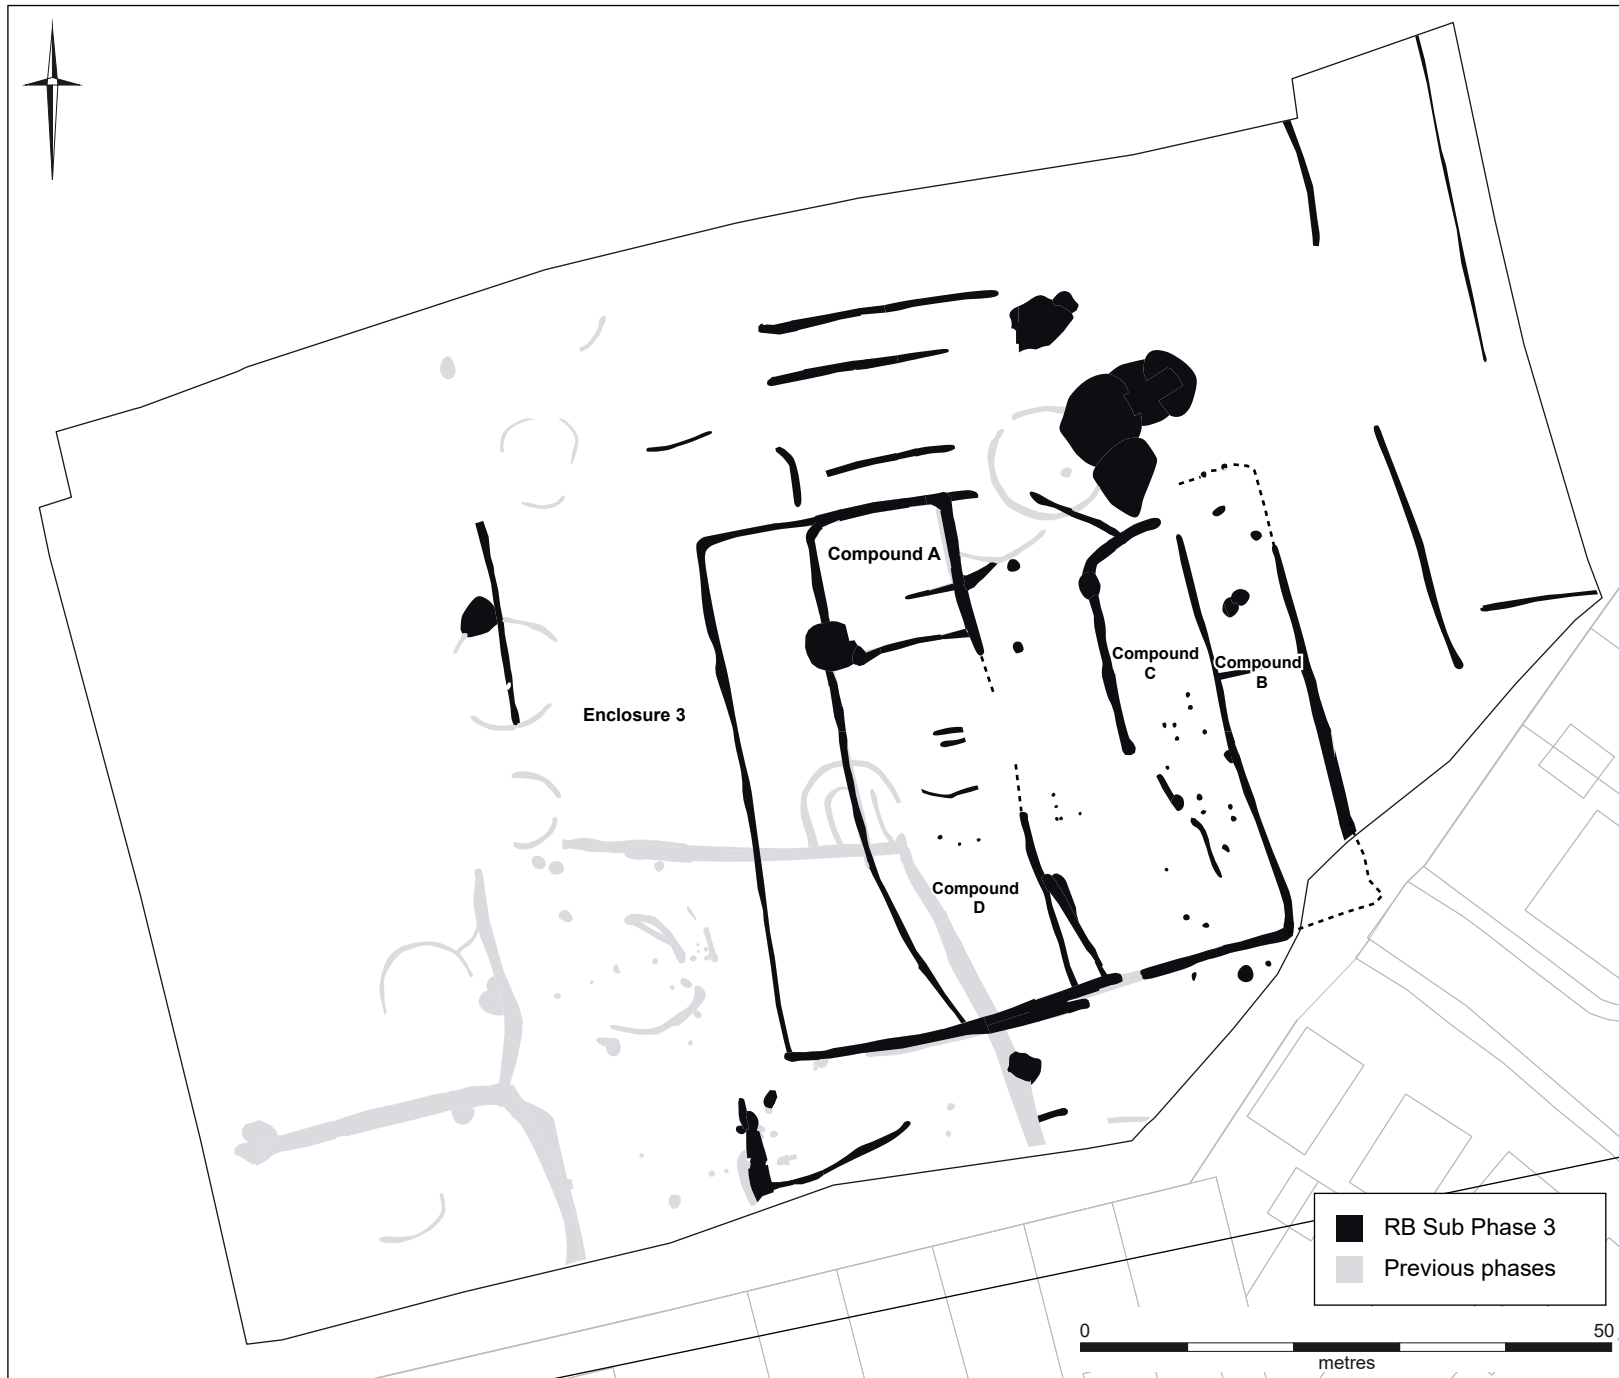 Compound A
Compound
C
Compound
B
Enclosure 3
Compound
D
RB Sub Phase 3
Previous phases
0 50
metres